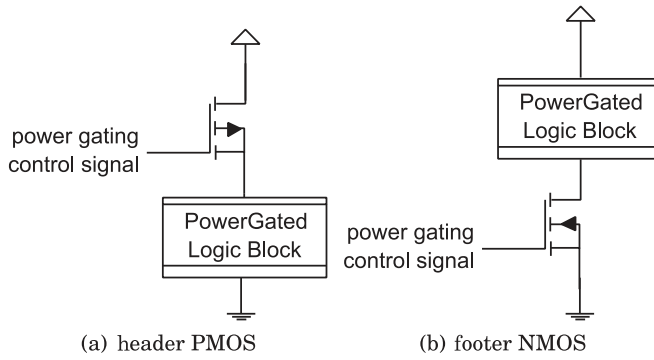 power gating
control signal
PowerGated
Logic Block
PowerGated
Logic Block
power gating
control signal
(a) header PMOS
(b) footer NMOS